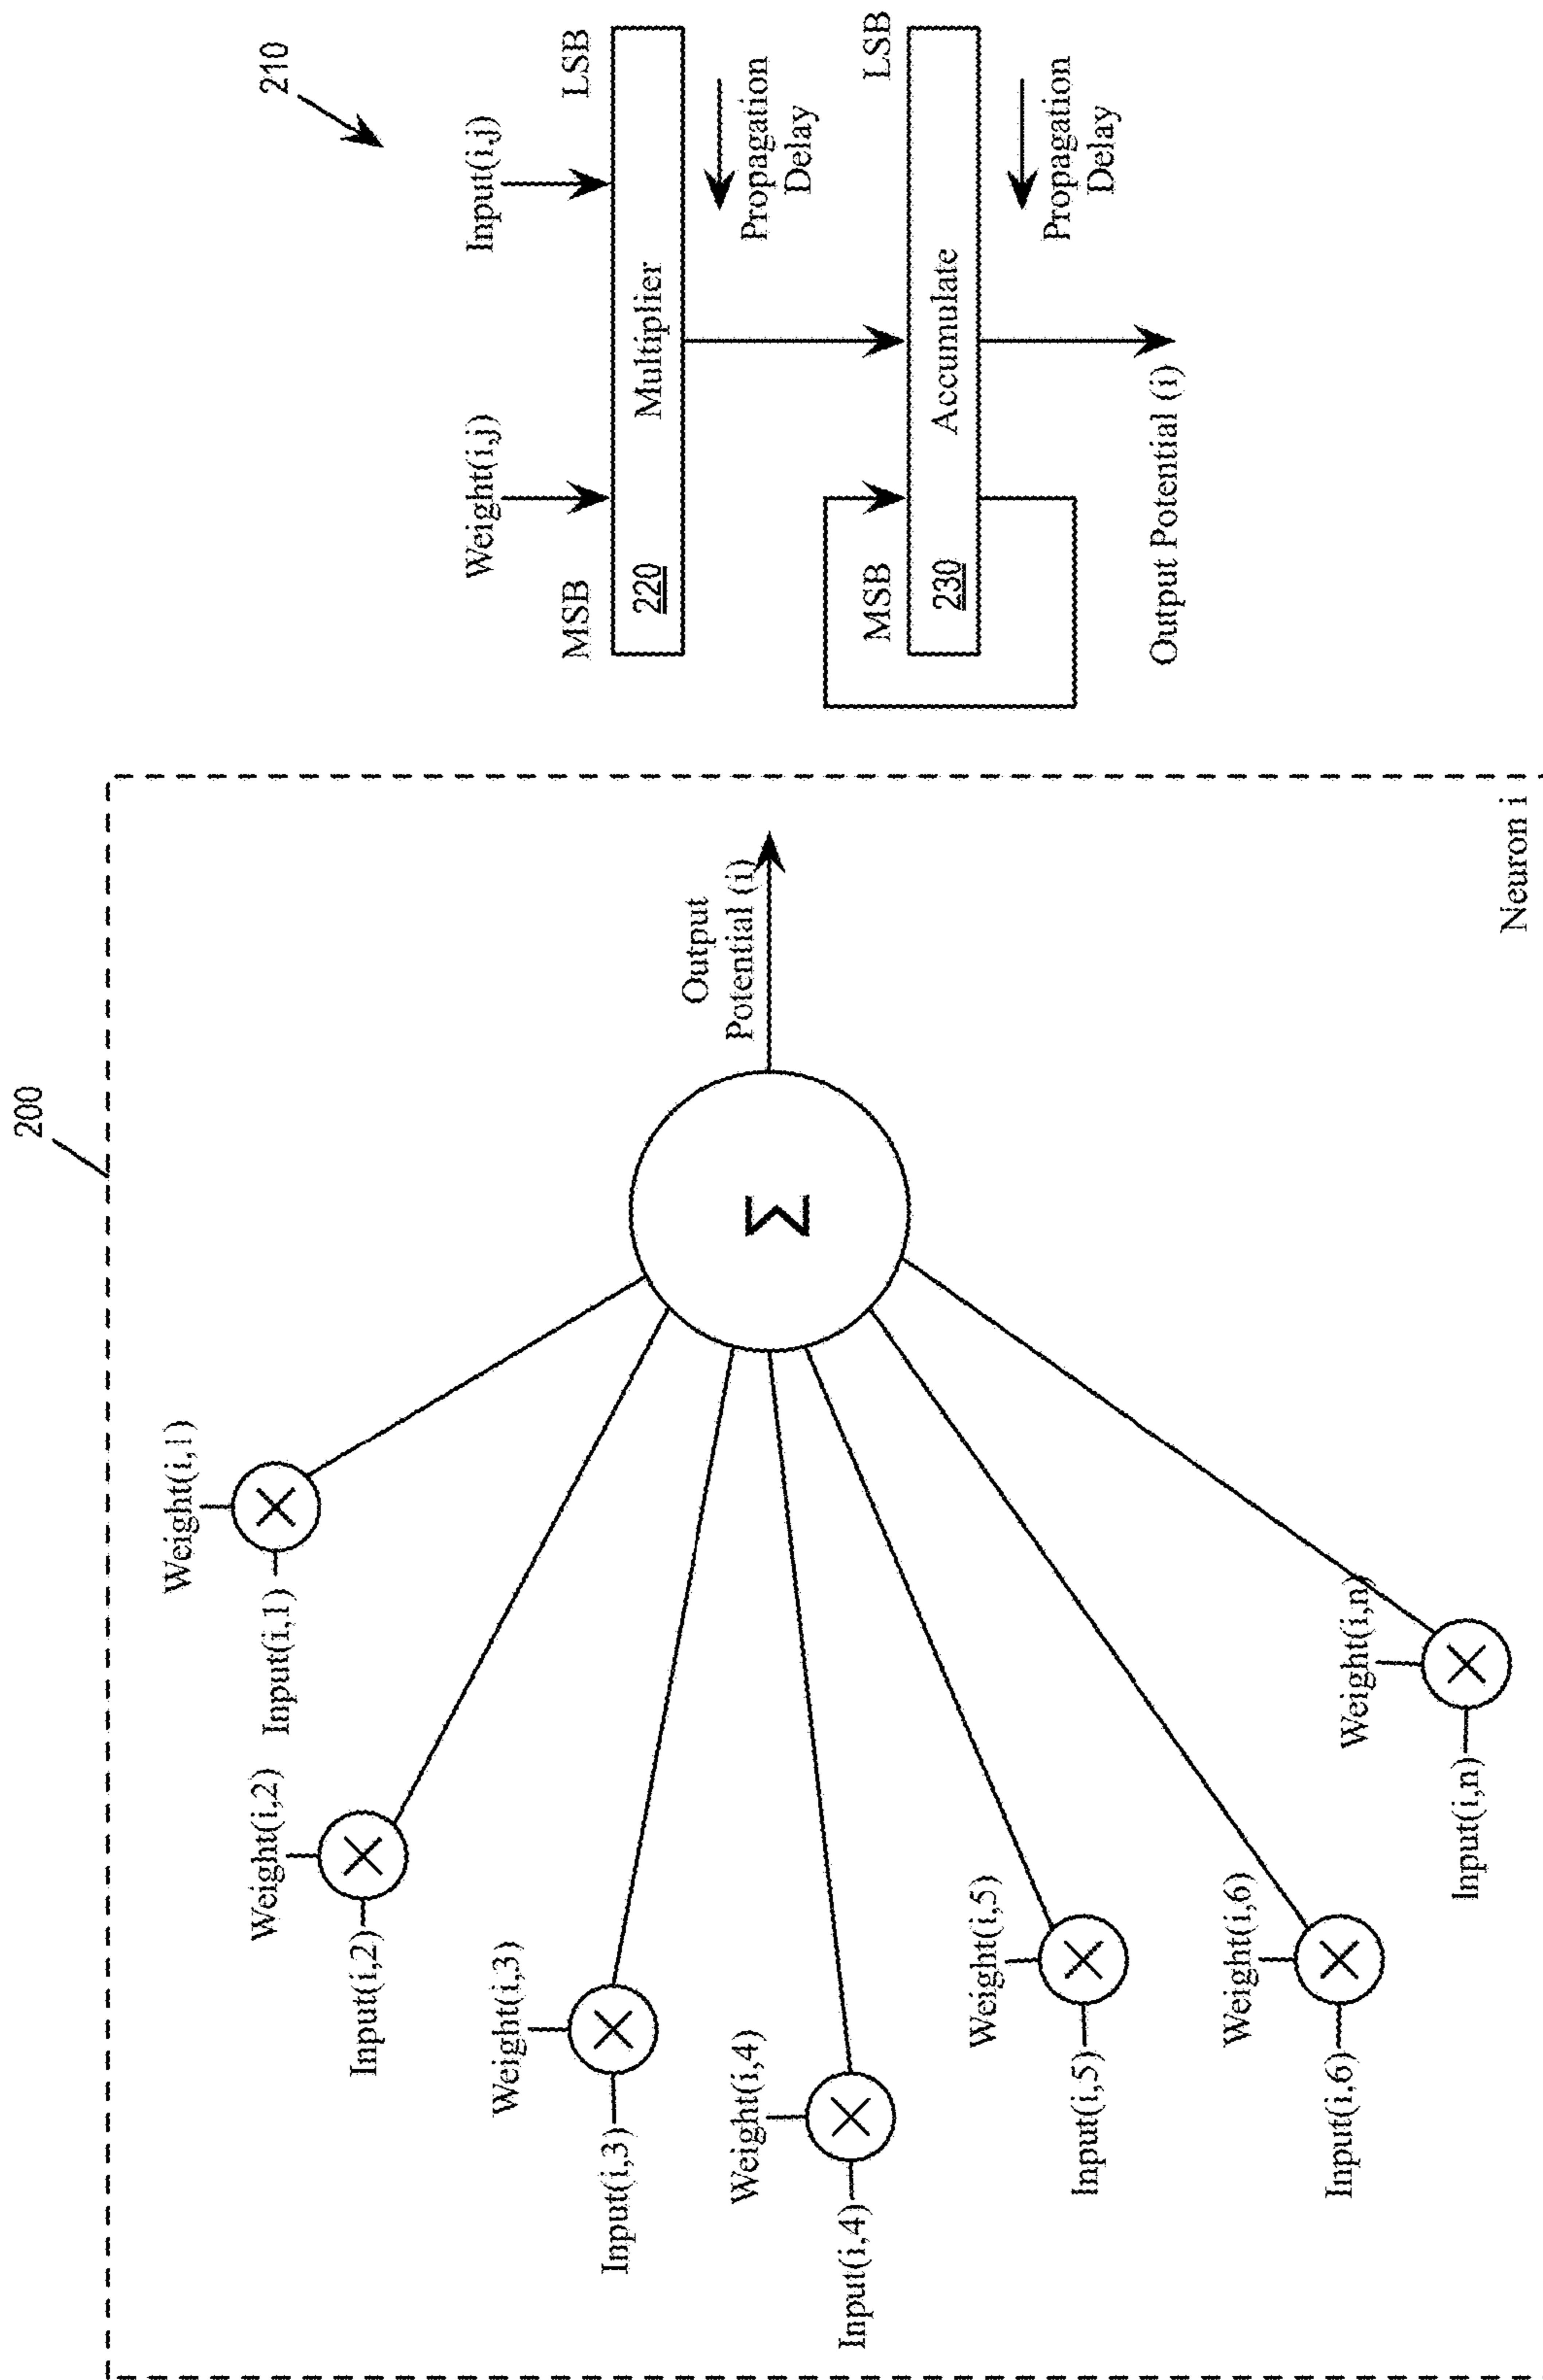 200
Weight(i,1)
Input(i,1)
Weight(i,2)
Input(i,2)
Weight(i,3)
Input(i,3)
Weight(i,4)
Input(i,4)
Weight(i,5)
Input(i,5)
Weight(i,6)
Input(i,6)
Weight(i,n)
Input(i,n)
Σ
Output
Potential (i)
Neuron i
210
Weight(i,j)
Input(i,j)
MSB
LSB
220
Multiplier
Propagation
Delay
MSB
LSB
230
Accumulate
Propagation
Delay
Output Potential (i)